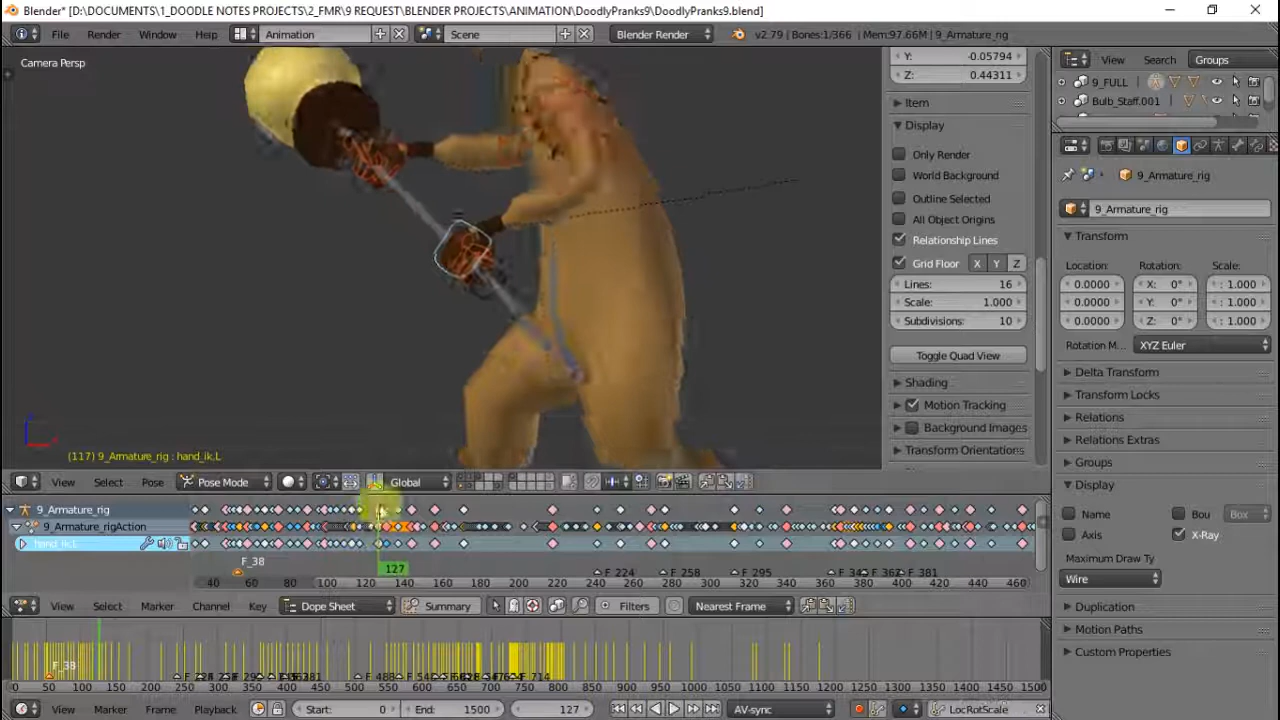 Blender* [D:\DOCUMENTS\1_DOODLE NOTES PROJECTS\2_FMR\9 REQUEST\BLENDER PROJECTS\ANIMATION\DoodlyPranks9\DoodlyPranks9.blend]
File Render Window Help Animation Scene Blender Render v2.79 | Bones:1/366 | Mem:97.66M | 9_Armature_rig
Camera Persp
Y: -0.05794
Z: 0.44311
Item
Display
Only Render
World Background
Outline Selected
All Object Origins
Relationship Lines
Grid Floor X Y Z
Lines: 16
Scale: 1.000
Subdivisions: 10
Toggle Quad View
Shading
Motion Tracking
Background Images
Transform Orientation
View Search Groups
9_FULL
Bulb_Staff.001
9_Armature_rig
9_Armature_rig
Transform
Location: Rotation: Scale:
0.0000 X: 0° : 1.000
0.0000 Y: 0° : 1.000
0.0000 Z: 0° : 1.000
Rotation M... XYZ Euler
Delta Transform
Transform Locks
Relations
Relations Extras
Groups
Display
Name Bou Box
Axis X-Ray
Maximum Draw Ty
Wire
Duplication
Motion Paths
Custom Properties
(117) 9_Armature_rig : hand_ik.L
View Select Pose Pose Mode Global
9_Armature_rig
9_Armature_rigAction
hand_ik.L
F_38 127 F_224 F_258 F_295 F_381
40 60 80 100 120 140 160 180 200 220 240 260 280 300 320 340 360 380 400 420 440 460
View Select Marker Channel Key Dope Sheet Summary Filters Nearest Frame
F_38 F_714
0 50 100 150 200 250 300 350 400 450 500 550 600 650 700 750 800 850 900 950 1000 1050 1100 1150 1200 1250 1300 1350 1400 1450 1500
View Marker Frame Playback Start: 0 End: 1500 127 AV-sync LocRotScale